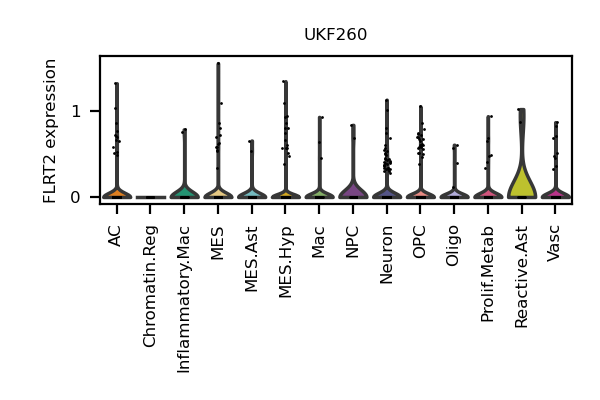 UKF260
FLRT2 expression
1
0
AC
Chromatin.Reg
Inflammatory.Mac
MES
MES.Ast
MES.Hyp
Mac
NPC
Neuron
OPC
Oligo
Prolif.Metab
Reactive.Ast
Vasc